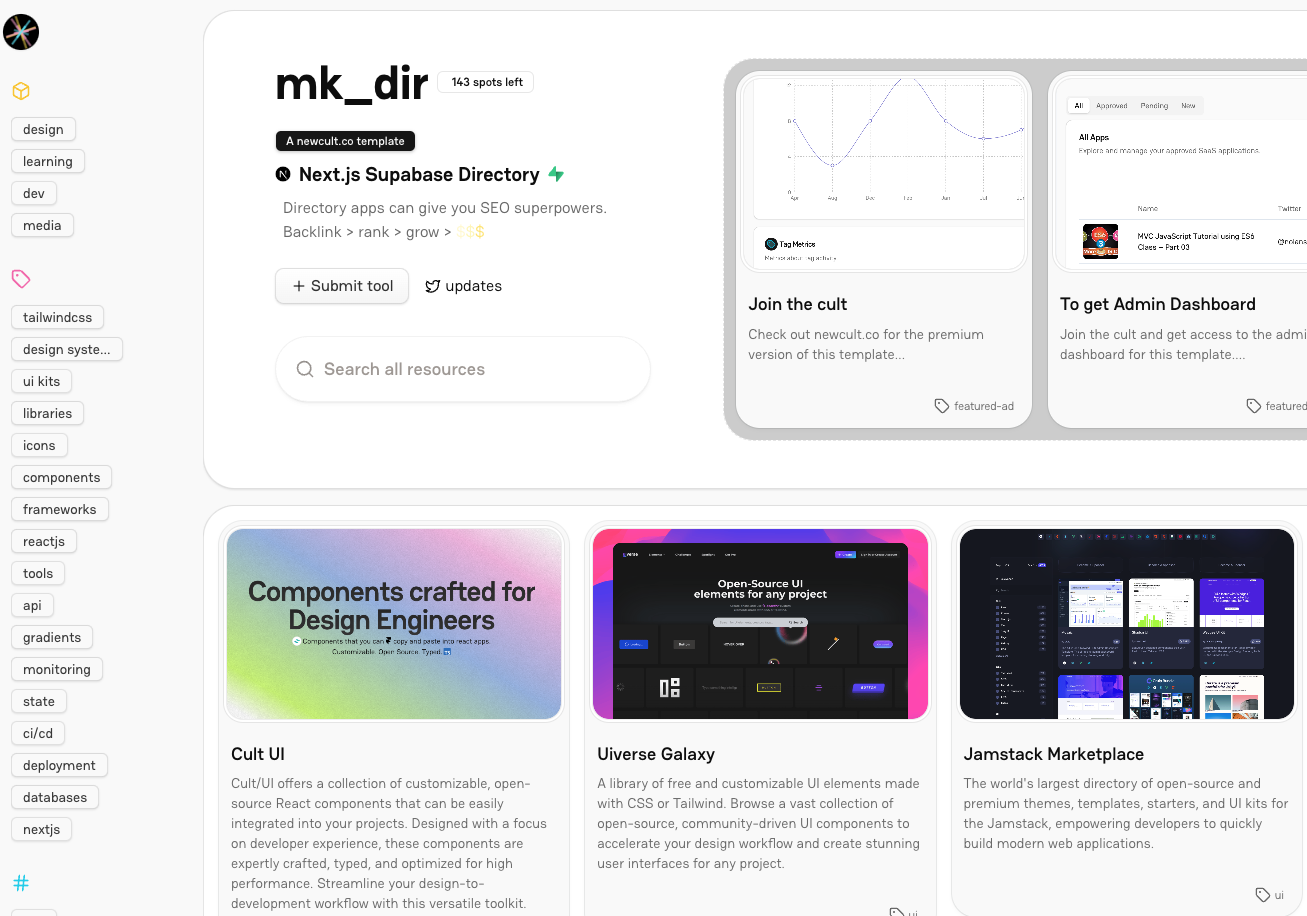 design
learning
dev
media
tailwindcss
design syste...
ui kits
libraries
icons
components
frameworks
reactjs
tools
api
gradients
monitoring
state
ci/cd
deployment
databases
nextjs
mk_dir
143 spots left
A newcult.co template
Next.js Supabase Directory
Directory apps can give you SEO superpowers.
Backlink > rank > grow > $$$
+ Submit tool
updates
Search all resources
Apr Aug Dec Feb Jan Jul Jun
Tag Metrics
Metrics about tag activity
Join the cult
Check out newcult.co for the premium
version of this template...
featured-ad
All Approved Pending New
All Apps
Explore and manage your approved SaaS applications.
Name Twitter
MVC JavaScript Tutorial using ES6
Class – Part 03
@nolans
To get Admin Dashboard
Join the cult and get access to the admi
dashboard for this template....
featured
Components crafted for
Design Engineers
Components that you can copy and paste into react apps.
Customizable. Open Source. Typed.
Cult UI
Cult/UI offers a collection of customizable, open-
source React components that can be easily
integrated into your projects. Designed with a focus
on developer experience, these components are
expertly crafted, typed, and optimized for high
performance. Streamline your design-to-
development workflow with this versatile toolkit.
Open-Source UI
elements for any project
Uiverse Galaxy
A library of free and customizable UI elements made
with CSS or Tailwind. Browse a vast collection of
open-source, community-driven UI components to
accelerate your design workflow and create stunning
user interfaces for any project.
ui
Jamstack Marketplace
The world's largest directory of open-source and
premium themes, templates, starters, and UI kits for
the Jamstack, empowering developers to quickly
build modern web applications.
ui